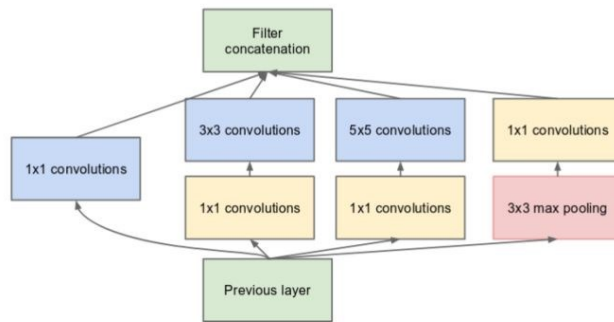 Filter
concatenation
3x3 convolutions
5x5 convolutions
1x1 convolutions
1x1 convolutions
1x1 convolutions
1x1 convolutions
3x3 max pooling
Previous layer